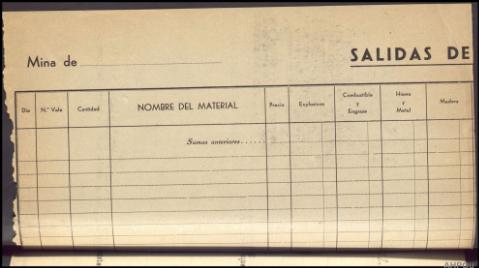 Mina de
SALIDAS DE
Día
N.º Vale
Cantidad
NOMBRE DEL MATERIAL
Precio
Explosivos
Combustible
y
Engrase
Hierro
y
Metal
Madera
Sumas anteriores